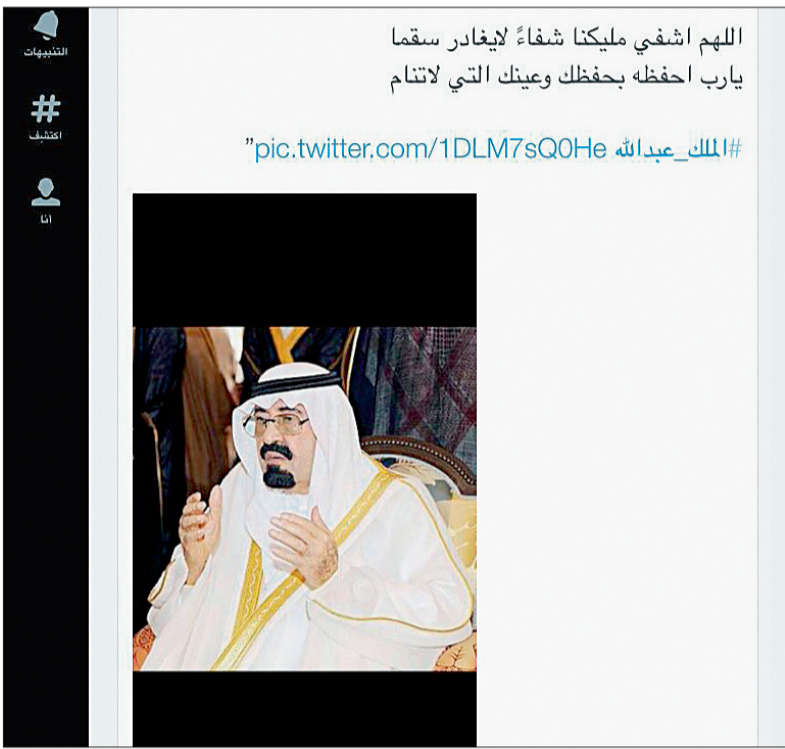 التنبيهات
اكتشف
أنا
اللهم اشفي مليكنا شفاءً لايغادر سقما
يارب احفظه بحفظك وعينك التي لاتنام
#الملك_عبدالله pic.twitter.com/1DLM7sQ0He"